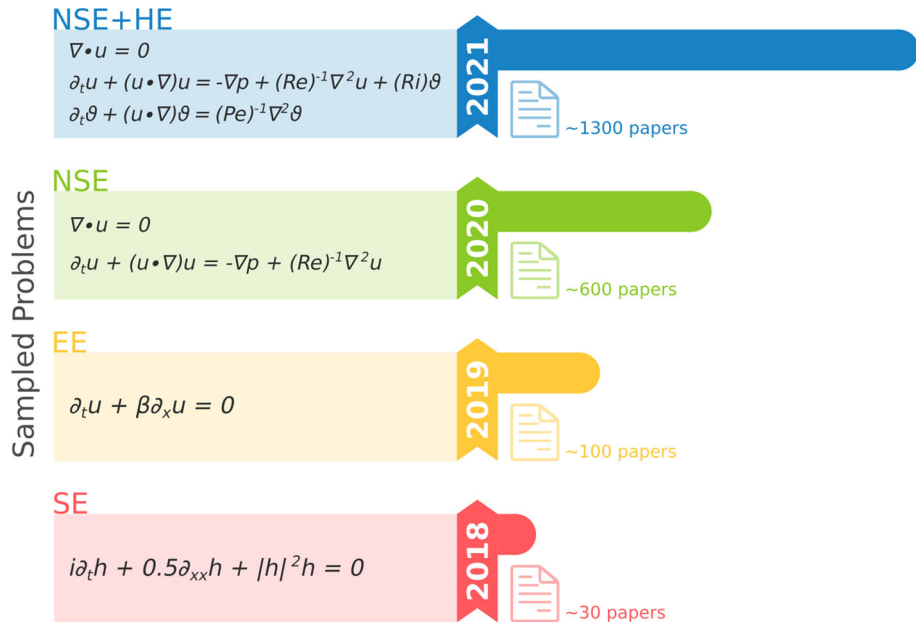 Sampled Problems
NSE+HE
∇•u = 0
∂ₜu + (u•∇)u = -∇p + (Re)⁻¹∇²u + (Ri)ϑ
∂ₜϑ + (u•∇)ϑ = (Pe)⁻¹∇²ϑ
2021
~1300 papers
NSE
∇•u = 0
∂ₜu + (u•∇)u = -∇p + (Re)⁻¹∇²u
2020
~600 papers
EE
∂ₜu + β∂ₓu = 0
2019
~100 papers
SE
i∂ₜh + 0.5∂ₓₓh + |h|²h = 0
2018
~30 papers